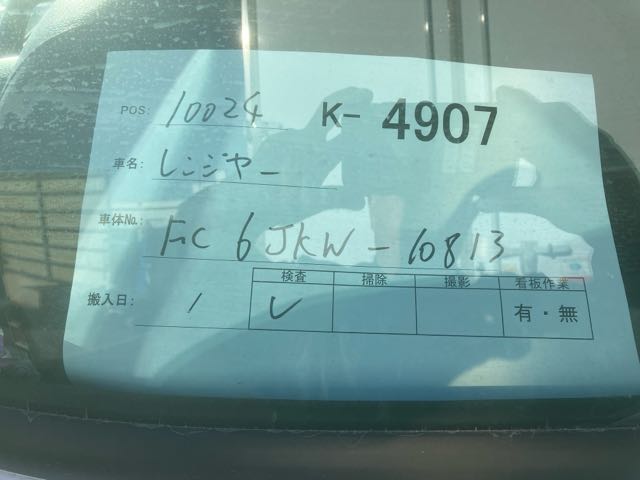 POS: 10024 K- 4907
車名: レンジャー
車体No.: FC6JKW-10813
検査 掃除 撮影 看板作業
搬入日: / レ 有・無